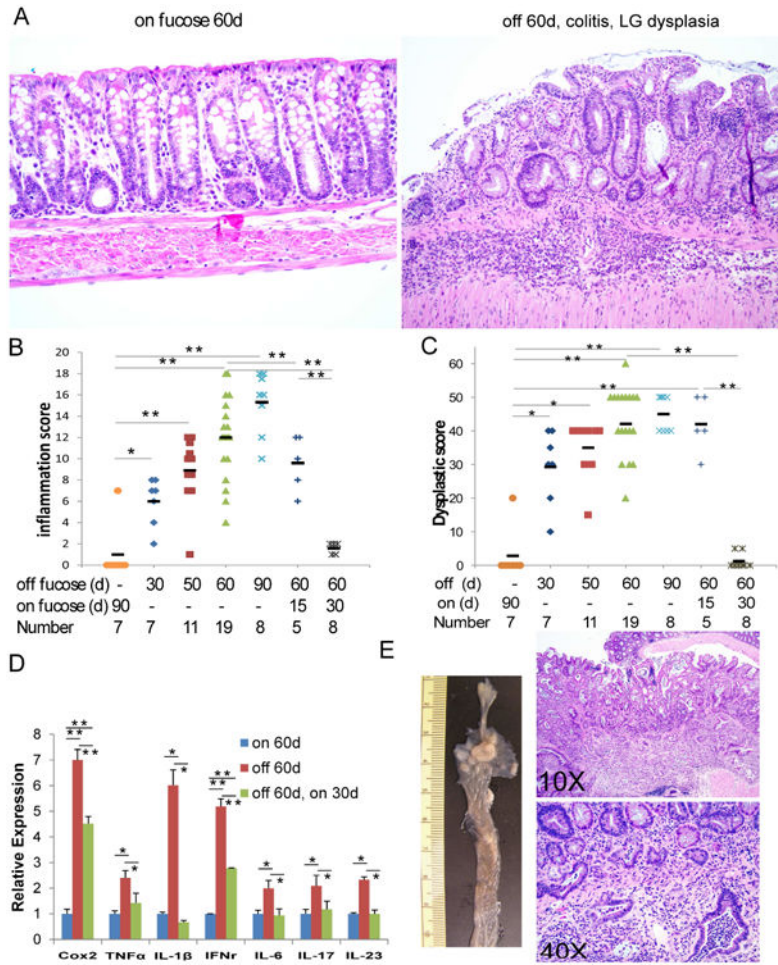 A
on fucose 60d
off 60d, colitis, LG dysplasia
B
inflammation score
20
18
16
14
12
10
8
6
4
2
0
**
**
**
**
**
**
*
off fucose (d) - 30 50 60 90 60 60
on fucose (d) 90 - - - - 15 30
Number 7 7 11 19 8 5 8
C
Dysplastic score
60
50
40
30
20
10
0
**
**
**
**
**
*
*
off (d) - 30 50 60 90 60 60
on (d) 90 - - - - 15 30
Number 7 7 11 19 8 5 8
D
Relative Expression
8
7
6
5
4
3
2
1
0
**
**
**
*
*
*
*
**
**
**
*
*
*
*
*
*
on 60d
off 60d
off 60d, on 30d
Cox2 TNFα IL-1β IFNr IL-6 IL-17 IL-23
E
10X
40X